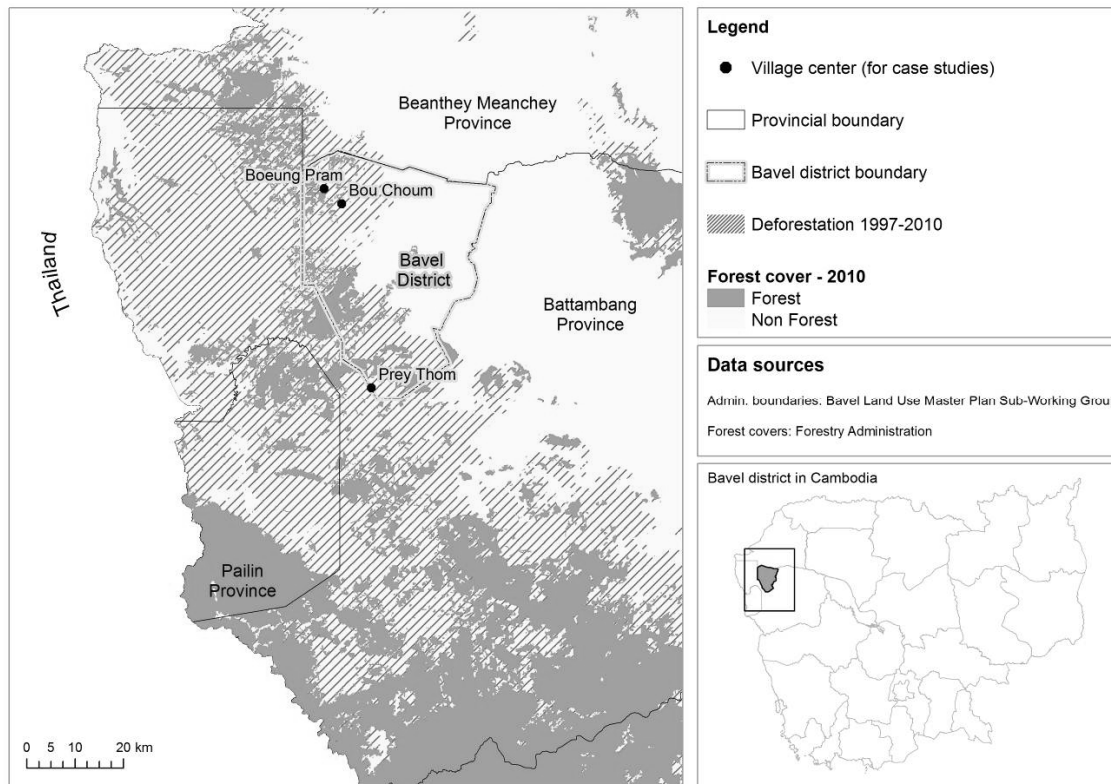 Beanthey Meanchey
Province
Boeung Pram
Bou Choum
Thailand
Bavel
District
Battambang
Province
Prey Thom
Pailin
Province
0 5 10 20 km
Legend
Village center (for case studies)
Provincial boundary
Bavel district boundary
Deforestation 1997-2010
Forest cover - 2010
Forest
Non Forest
Data sources
Admin. boundaries: Bavel Land Use Master Plan Sub-Working Grou
Forest covers: Forestry Administration
Bavel district in Cambodia